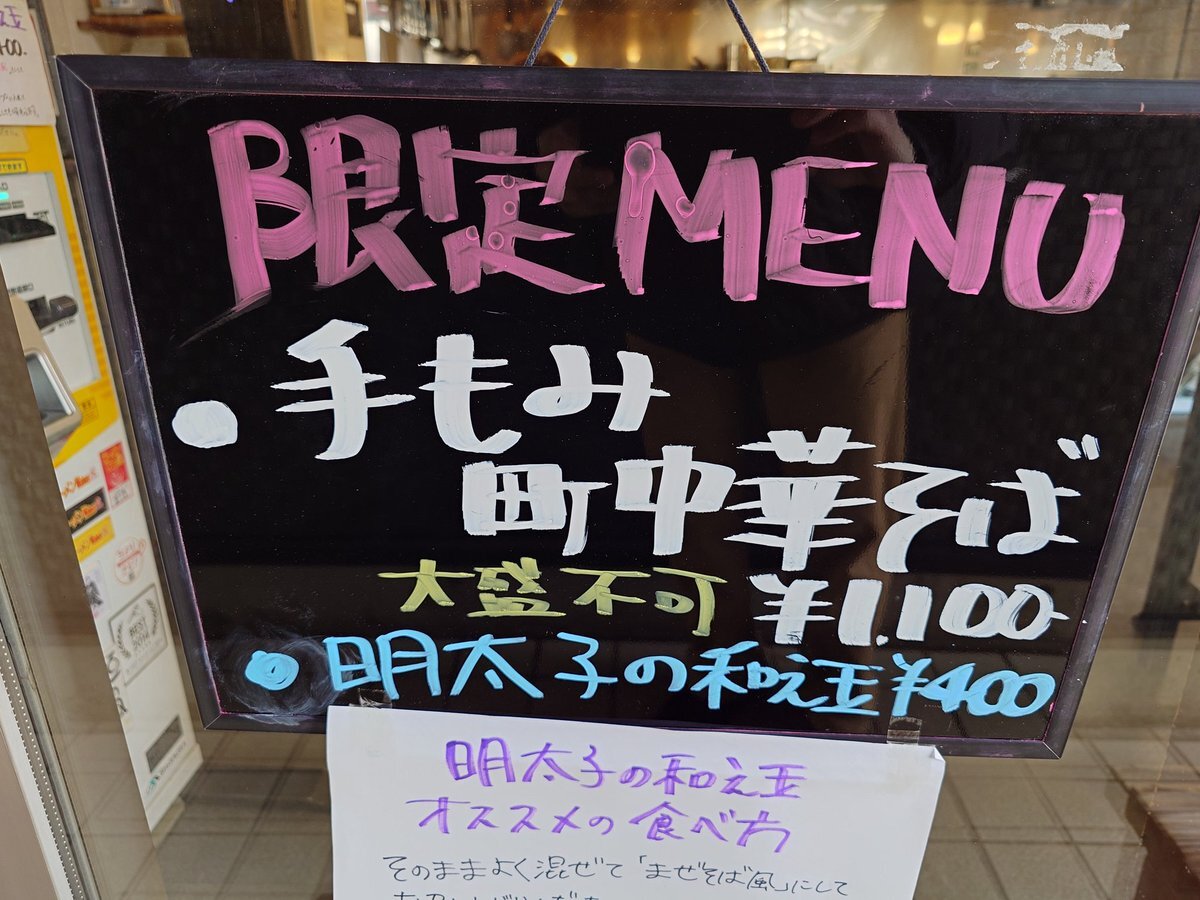 限定MENU
● 手もみ
町中華そば
大盛不可 ¥1,100
● 明太子の和え玉 ¥400
明太子の和え玉
オススメの食べ方
そのままよく混ぜて「まぜそば風」にして